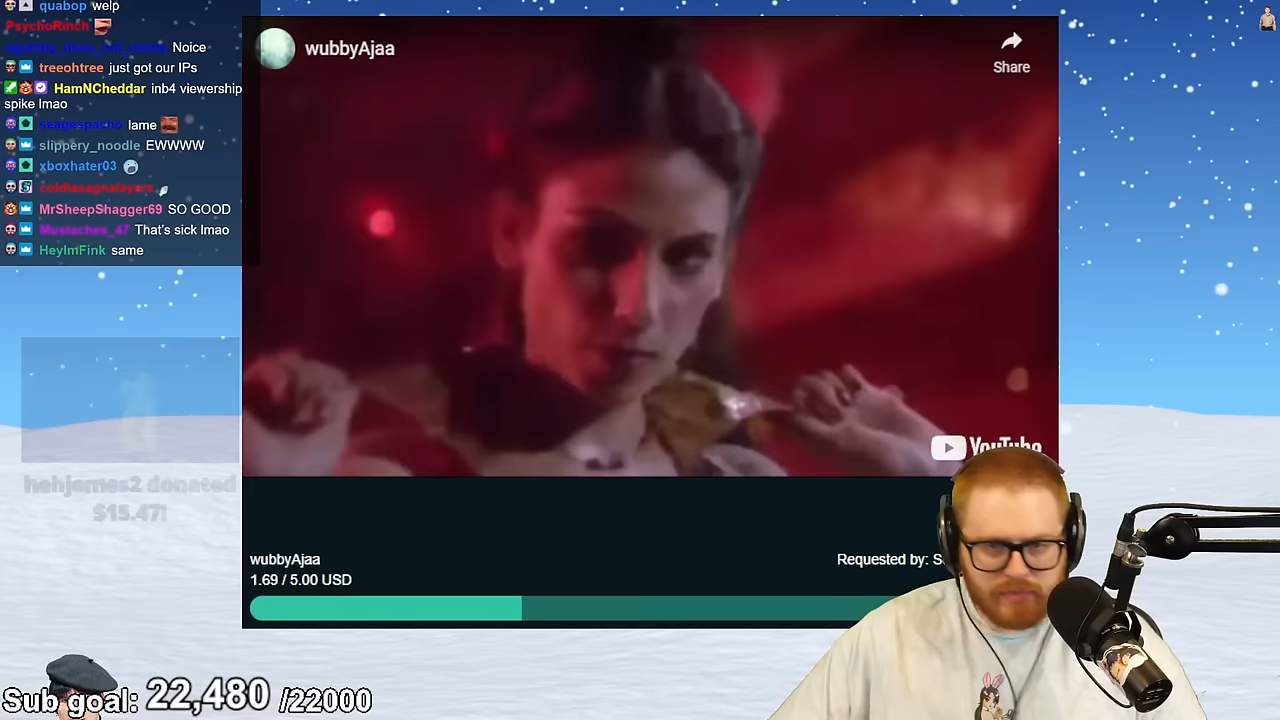 quabop welp
PsychoRinch
Noice
treeohtree just got our IPs
HamNCheddar inb4 viewership
spike lmao
seagespacho lame
slippery_noodle EWWWW
xboxhater03
coldlasagnalayers
MrSheepShagger69 SO GOOD
Mustaches_47 That's sick lmao
HeyImFink same
wubbyAjaa
Share
YouTube
hehjames2 donated
$15.47!
wubbyAjaa
Requested by:
1.69 / 5.00 USD
Sub goal: 22,480 /22000